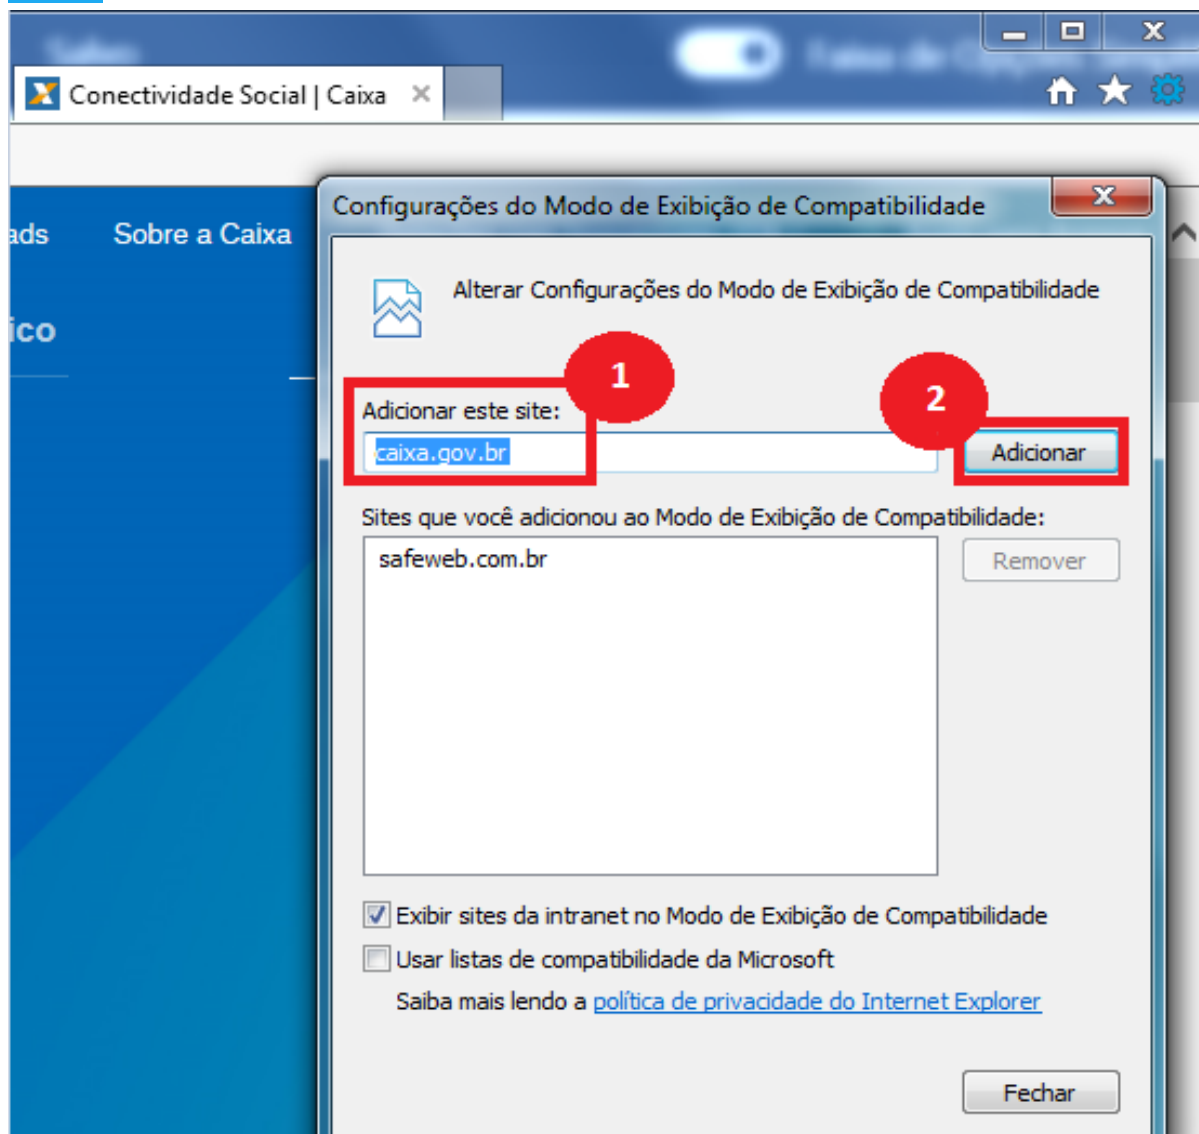 Conectividade Social | Caixa
Configurações do Modo de Exibição de Compatibilidade
ads Sobre a Caixa
Alterar Configurações do Modo de Exibição de Compatibilidade
ico
1
2
Adicionar este site:
caixa.gov.br
Adicionar
Sites que você adicionou ao Modo de Exibição de Compatibilidade:
safeweb.com.br
Remover
Exibir sites da intranet no Modo de Exibição de Compatibilidade
Usar listas de compatibilidade da Microsoft
Saiba mais lendo a política de privacidade do Internet Explorer
Fechar